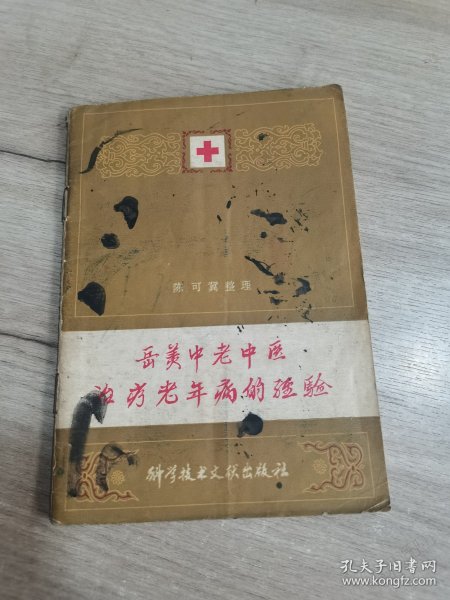 陈可冀整理
岳美中老中医
治疗老年病的经验
科学技术文献出版社
孔夫子旧书网
www.kongfz.com